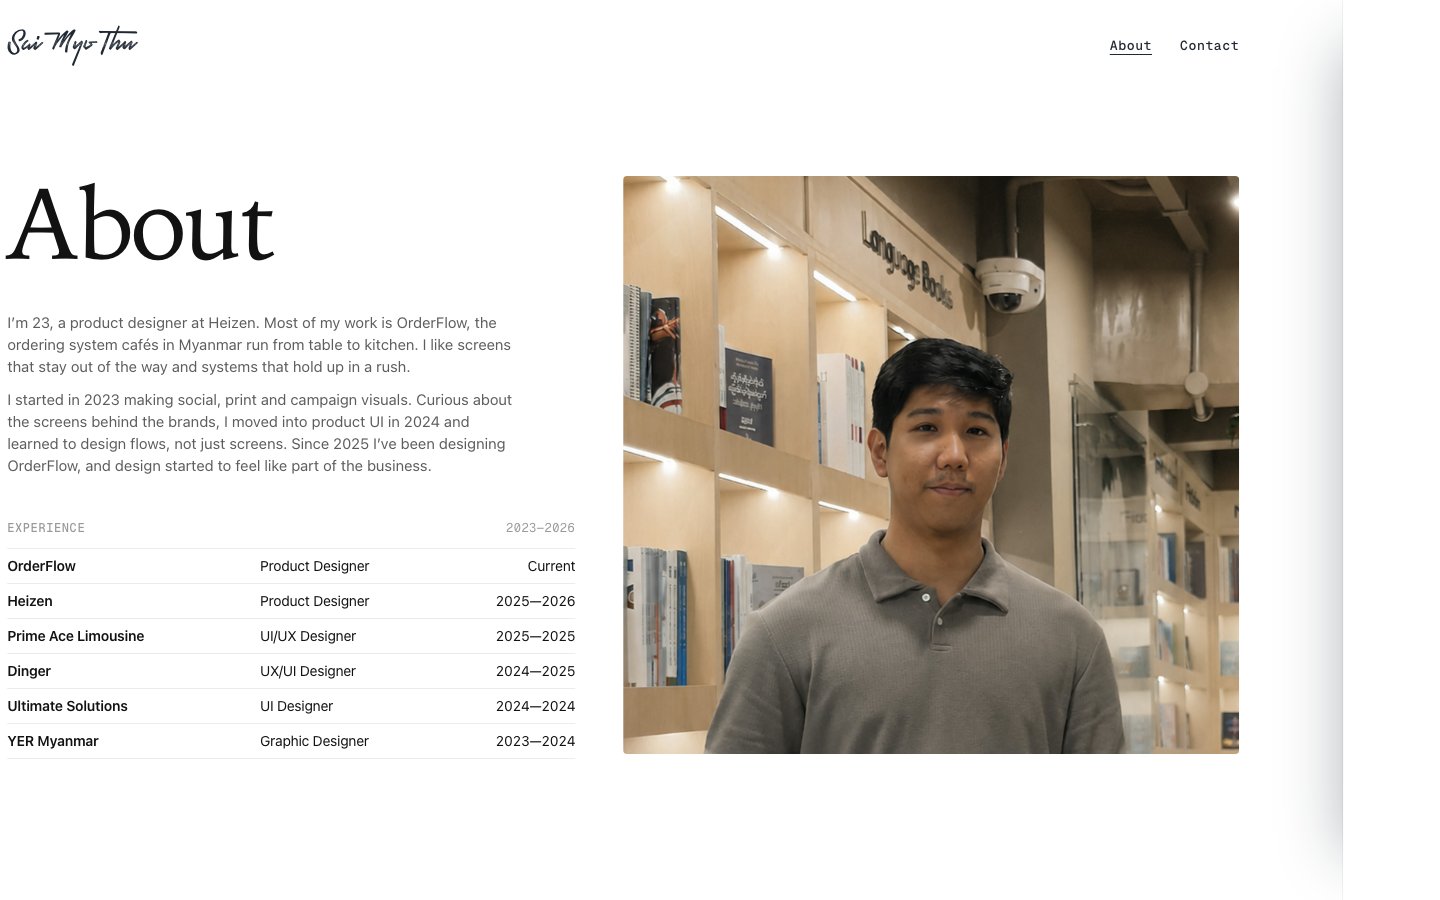 Sai Myo Thu
About
Contact
About
I’m 23, a product designer at Heizen. Most of my work is OrderFlow, the
ordering system cafés in Myanmar run from table to kitchen. I like screens
that stay out of the way and systems that hold up in a rush.
I started in 2023 making social, print and campaign visuals. Curious about
the screens behind the brands, I moved into product UI in 2024 and
learned to design flows, not just screens. Since 2025 I’ve been designing
OrderFlow, and design started to feel like part of the business.
EXPERIENCE 2023—2026
OrderFlow Product Designer Current
Heizen Product Designer 2025—2026
Prime Ace Limousine UI/UX Designer 2025—2025
Dinger UX/UI Designer 2024—2025
Ultimate Solutions UI Designer 2024—2024
YER Myanmar Graphic Designer 2023—2024
Language Books